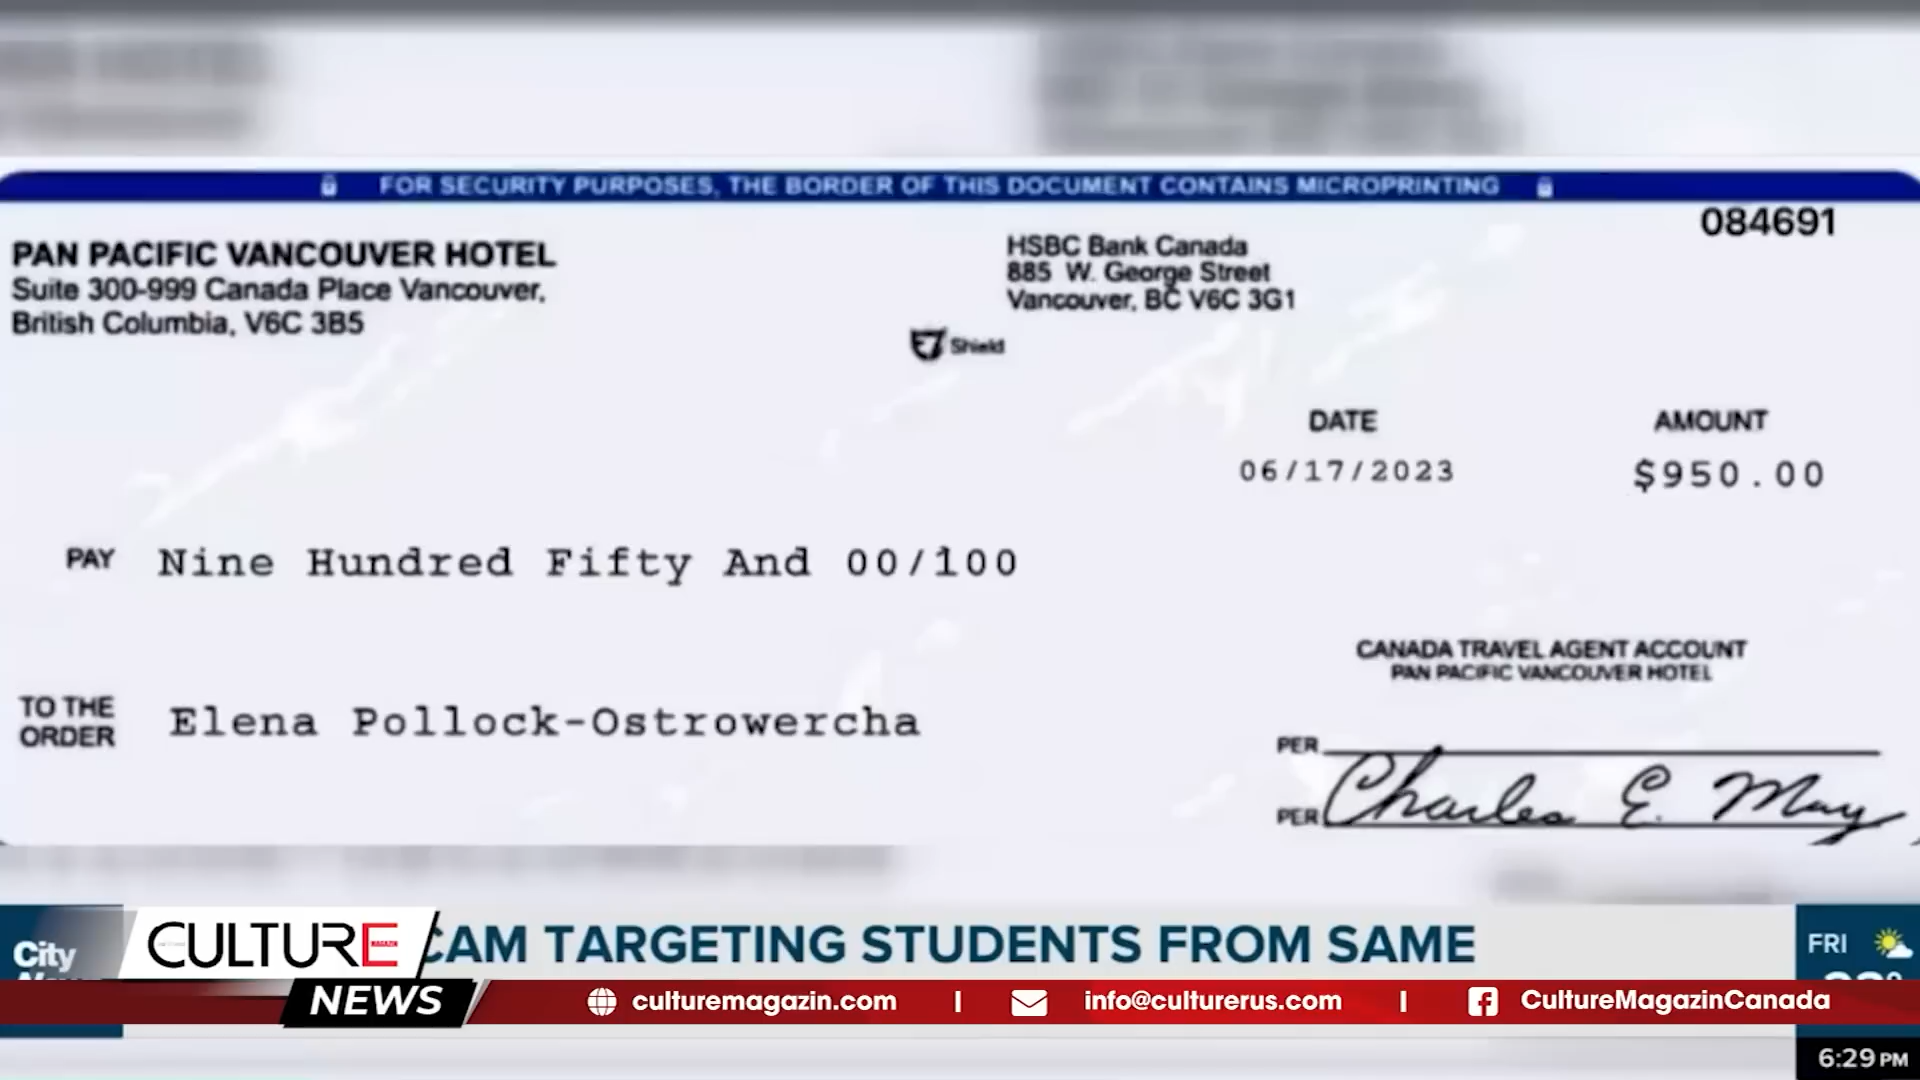 FOR SECURITY PURPOSES, THE BORDER OF THIS DOCUMENT CONTAINS MICROPRINTING
084691
PAN PACIFIC VANCOUVER HOTEL
Suite 300-999 Canada Place Vancouver,
British Columbia, V6C 3B5
HSBC Bank Canada
885 W. George Street
Vancouver, BC V6C 3G1
Shield
DATE
AMOUNT
06/17/2023
$950.00
PAY Nine Hundred Fifty And 00/100
CANADA TRAVEL AGENT ACCOUNT
PAN PACIFIC VANCOUVER HOTEL
TO THE
ORDER
Elena Pollock-Ostrowercha
PER
PER Charles E. May
City
CULTURE
CAM TARGETING STUDENTS FROM SAME
FRI
NEWS
culturemagazin.com | info@culturerus.com | CultureMagazinCanada
6:29 PM